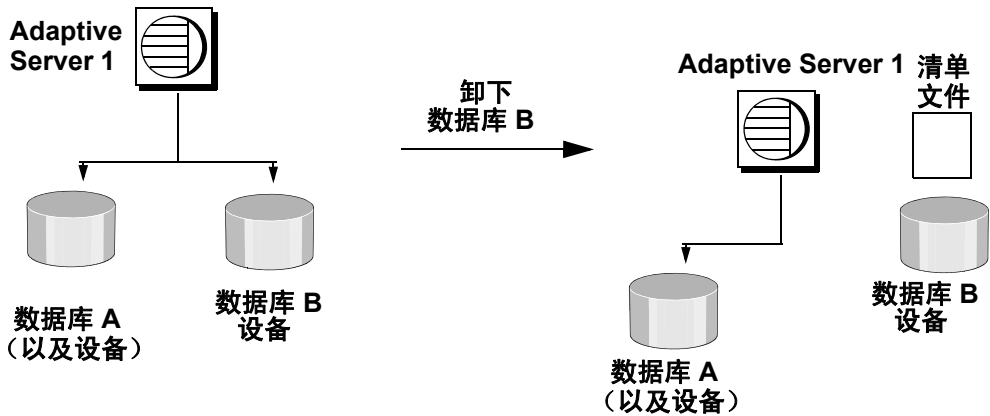 Adaptive
Server 1
数据库 A
（以及设备）
数据库 B
设备
卸下
数据库 B
Adaptive Server 1
清单
文件
数据库 A
（以及设备）
数据库 B
设备